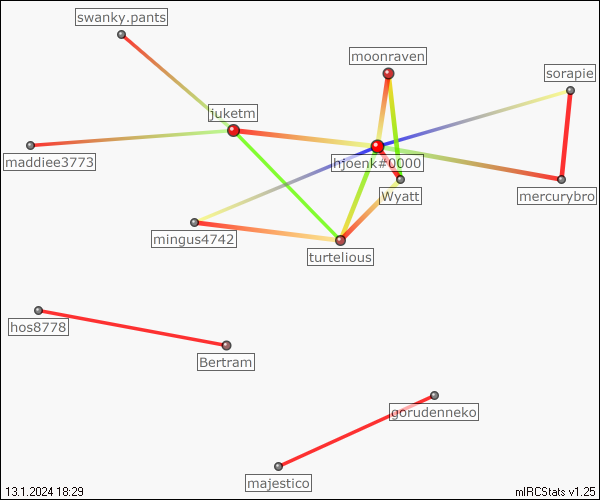 swanky.pants
moonraven
sorapie
juketm
maddiee3773
hjoenk#0000
Wyatt
mercurybro
mingus4742
turtelious
hos8778
Bertram
gorudenneko
majestico
13.1.2024 18:29
mIRCStats v1.25